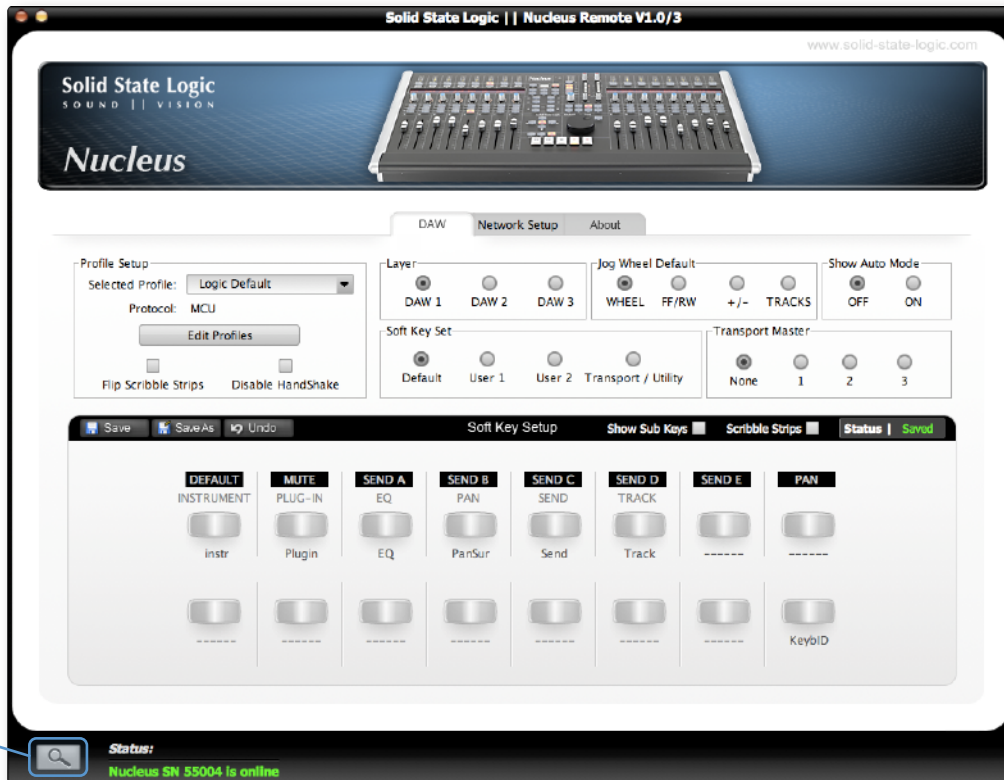 Solid State Logic || Nucleus Remote V1.0/3
www.solid-state-logic.com
Solid State Logic
SOUND || VISION
Nucleus
DAW Network Setup About
Profile Setup
Selected Profile: Logic Default
Protocol: MCU
Edit Profiles
Flip Scribble Strips Disable HandShake
Layer
DAW 1 DAW 2 DAW 3
Jog Wheel Default
WHEEL FF/RW +/- TRACKS
Show Auto Mode
OFF ON
Soft Key Set
Default User 1 User 2 Transport / Utility
Transport Master
None 1 2 3
Save Save As Undo Soft Key Setup Show Sub Keys Scribble Strips Status | Saved
DEFAULT MUTE SEND A SEND B SEND C SEND D SEND E PAN
INSTRUMENT PLUG-IN EQ PAN SEND TRACK
instr Plugin EQ PanSur Send Track ------ ------
------ ------ ------ ------ ------ ------ ------ KeybID
Status:
Nucleus SN 55004 is online